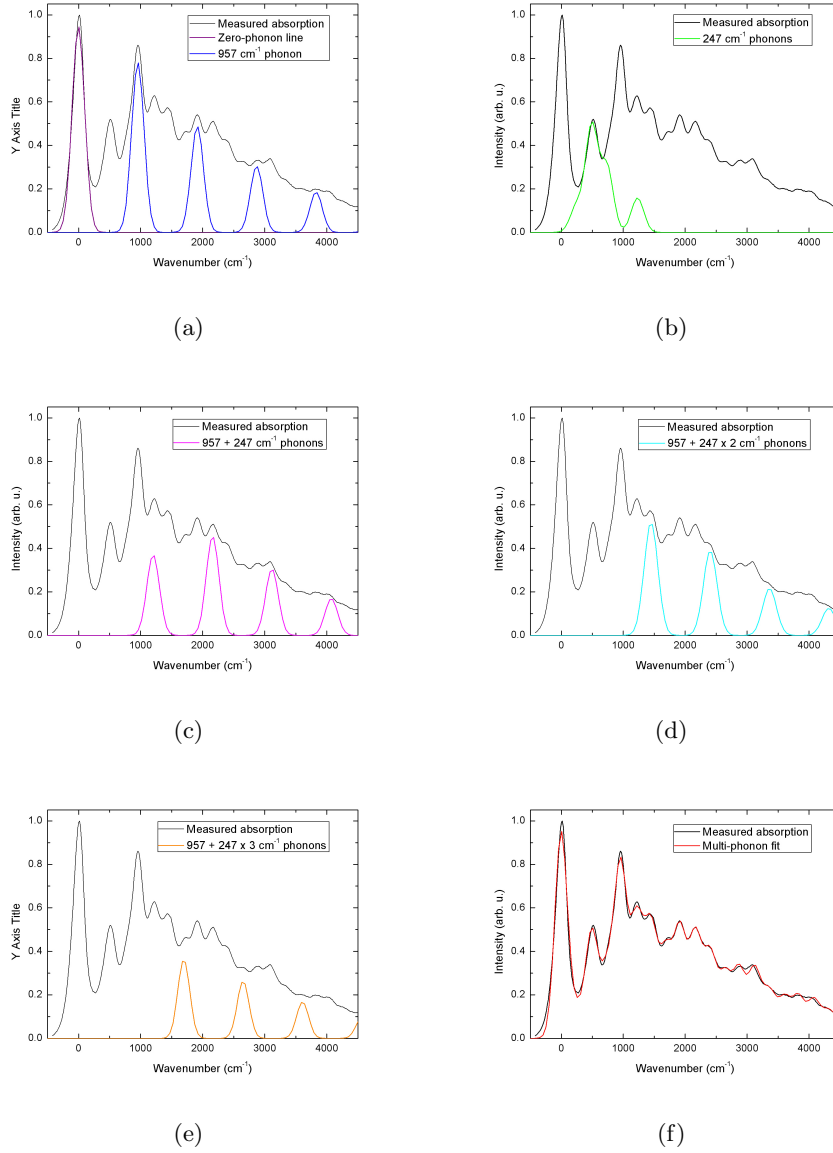 Measured absorption
Zero-phonon line
957 cm⁻¹ phonon
Y Axis Title
1.0
0.8
0.6
0.4
0.2
0.0
0 1000 2000 3000 4000
Wavenumber (cm⁻¹)
(a)
Measured absorption
247 cm⁻¹ phonons
Intensity (arb. u.)
1.0
0.8
0.6
0.4
0.2
0.0
0 1000 2000 3000 4000
Wavenumber (cm⁻¹)
(b)
Measured absorption
957 + 247 cm⁻¹ phonons
Intensity (arb. u.)
1.0
0.8
0.6
0.4
0.2
0.0
0 1000 2000 3000 4000
Wavenumber (cm⁻¹)
(c)
Measured absorption
957 + 247 x 2 cm⁻¹ phonons
Intensity (arb. u.)
1.0
0.8
0.6
0.4
0.2
0.0
0 1000 2000 3000 4000
Wavenumber (cm⁻¹)
(d)
Measured absorption
957 + 247 x 3 cm⁻¹ phonons
Y Axis Title
1.0
0.8
0.6
0.4
0.2
0.0
0 1000 2000 3000 4000
Wavenumber (cm⁻¹)
(e)
Measured absorption
Multi-phonon fit
Intensity (arb. u.)
1.0
0.8
0.6
0.4
0.2
0.0
0 1000 2000 3000 4000
Wavenumber (cm⁻¹)
(f)